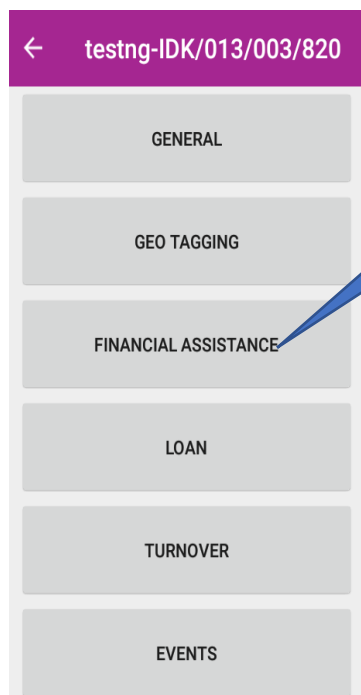 testng-IDK/013/003/820
GENERAL
GEO TAGGING
FINANCIAL ASSISTANCE
LOAN
TURNOVER
EVENTS